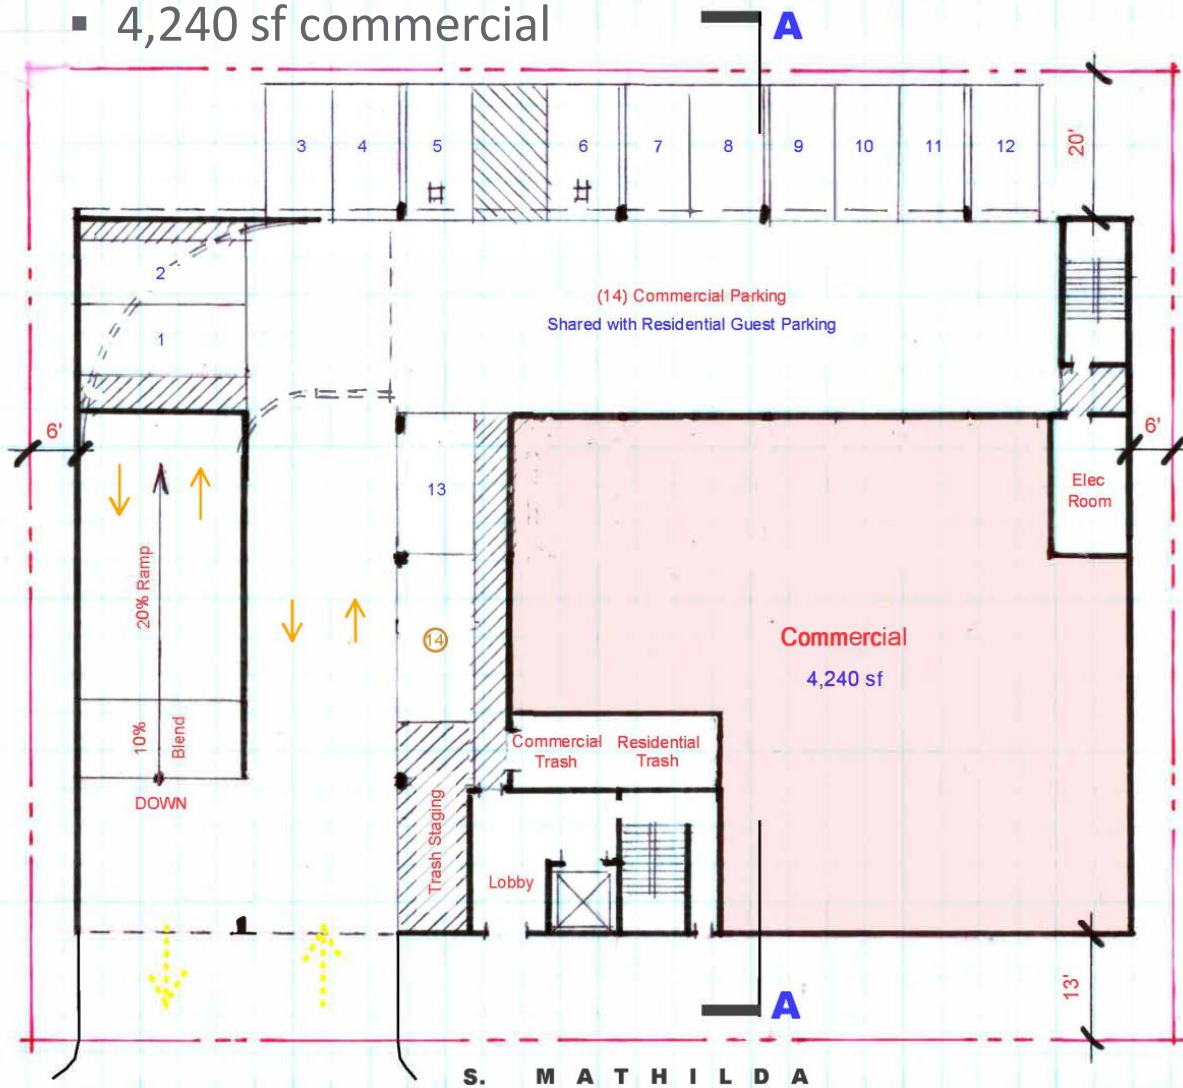 ▪ 4,240 sf commercial
A
3 4 5 6 7 8 9 10 11 12
20'
2
(14) Commercial Parking
Shared with Residential Guest Parking
1
6'
6'
13
Elec
Room
20% Ramp
14
Commercial
4,240 sf
10%
Blend
Commercial
Trash
Residential
Trash
DOWN
Trash Staging
Lobby
13'
A
S. MATHILDA